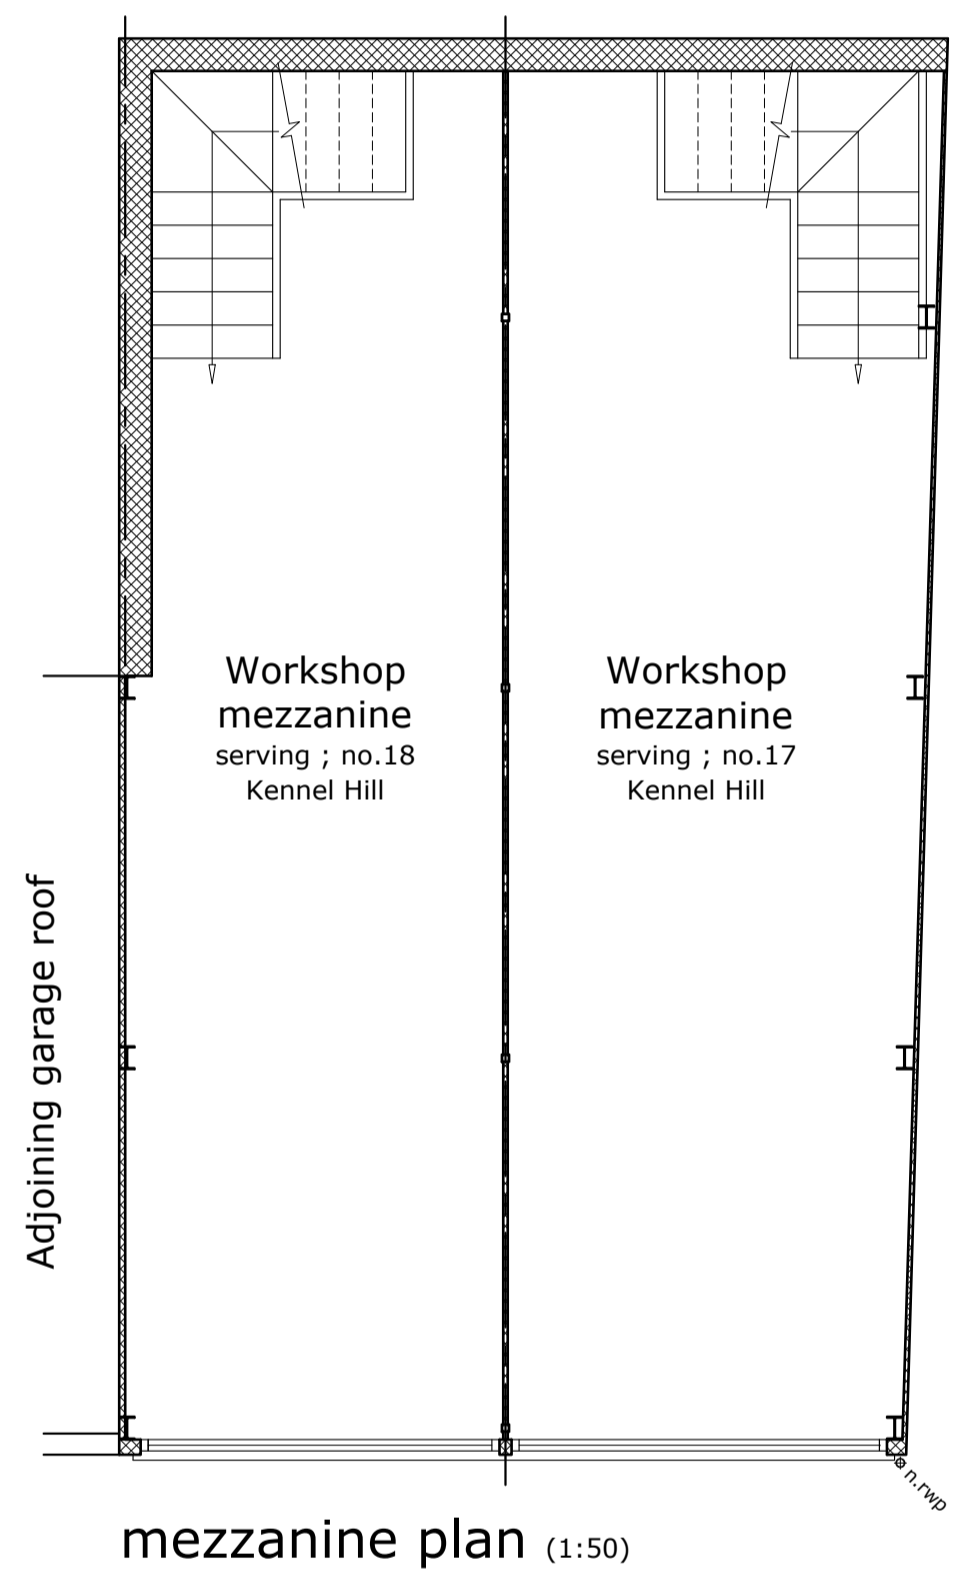 Workshop
mezzanine
serving ; no.18
Kennel Hill
Workshop
mezzanine
serving ; no.17
Kennel Hill
Adjoining garage roof
n.rwp
mezzanine plan (1:50)